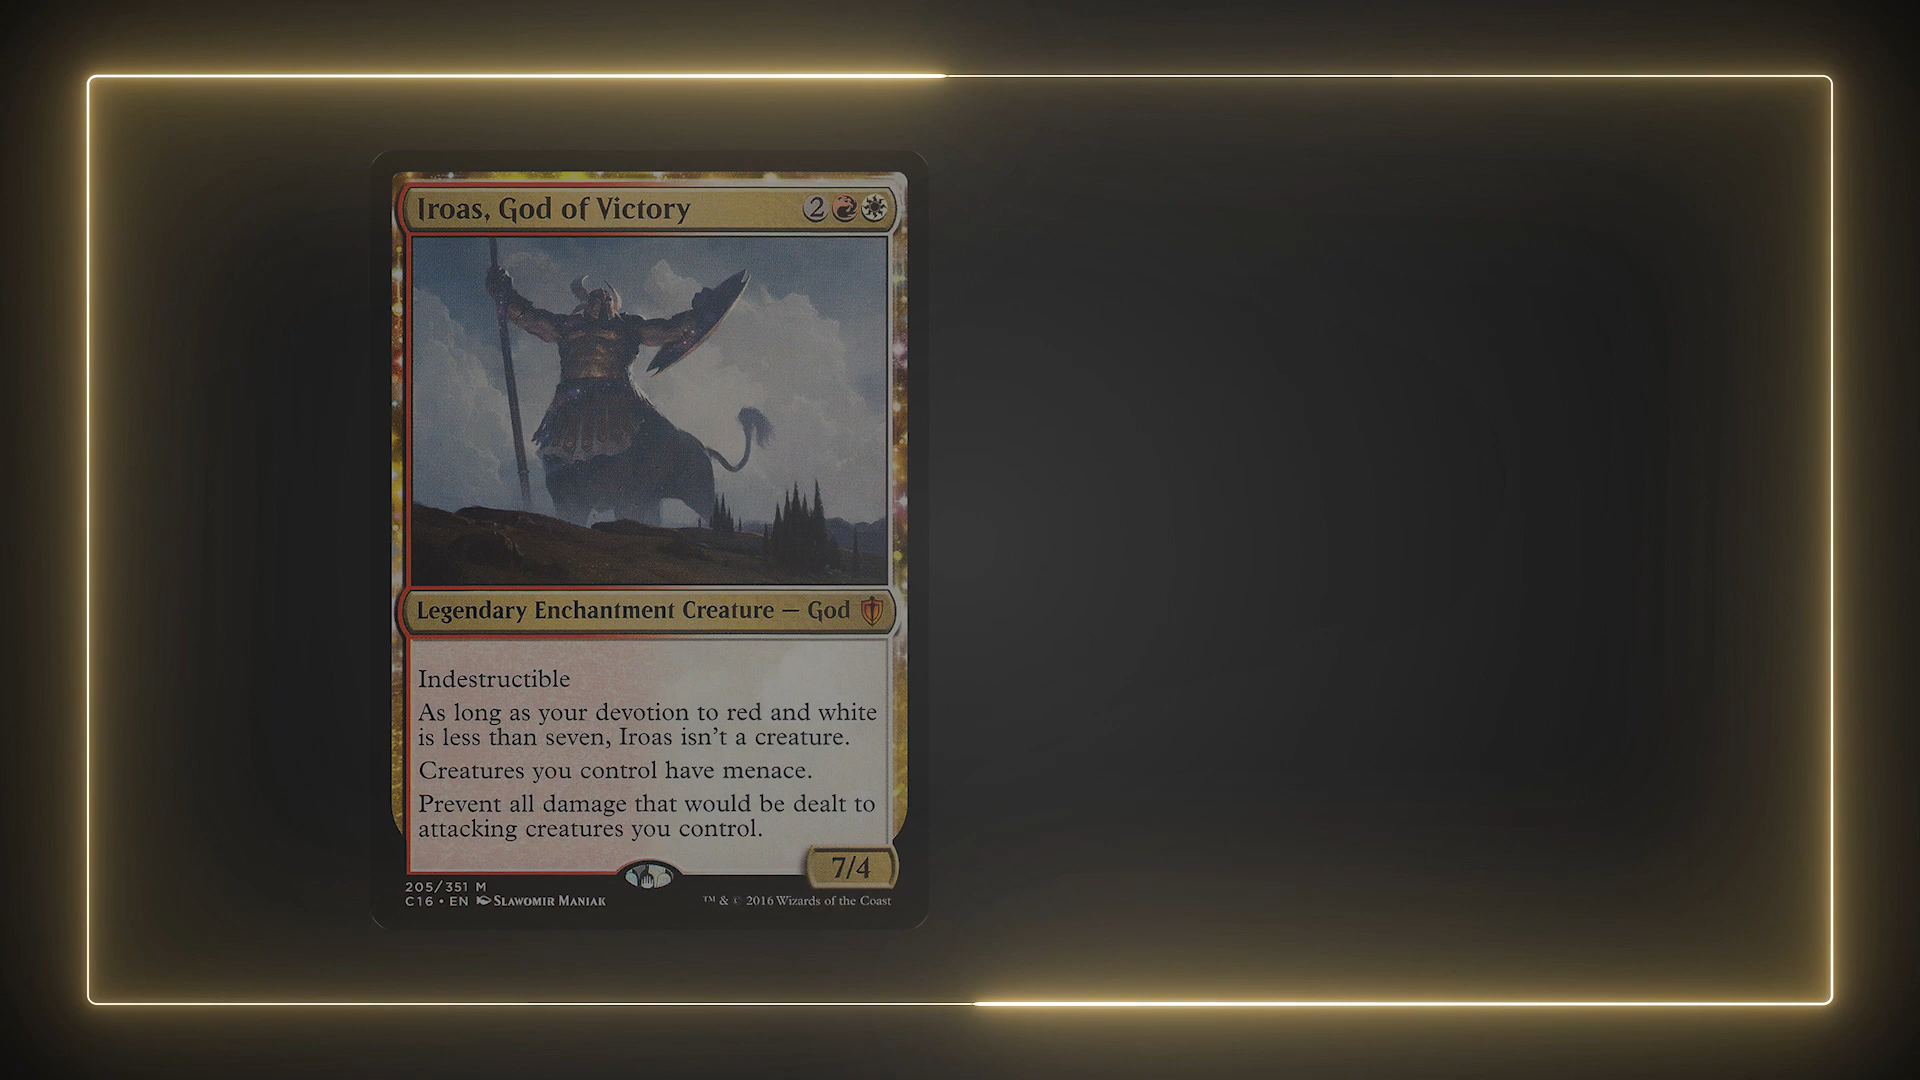 Iroas, God of Victory 2
Legendary Enchantment Creature — God
Indestructible
As long as your devotion to red and white
is less than seven, Iroas isn't a creature.
Creatures you control have menace.
Prevent all damage that would be dealt to
attacking creatures you control.
7/4
205/351 M
C16 • EN SLAWOMIR MANIAK
™ & © 2016 Wizards of the Coast